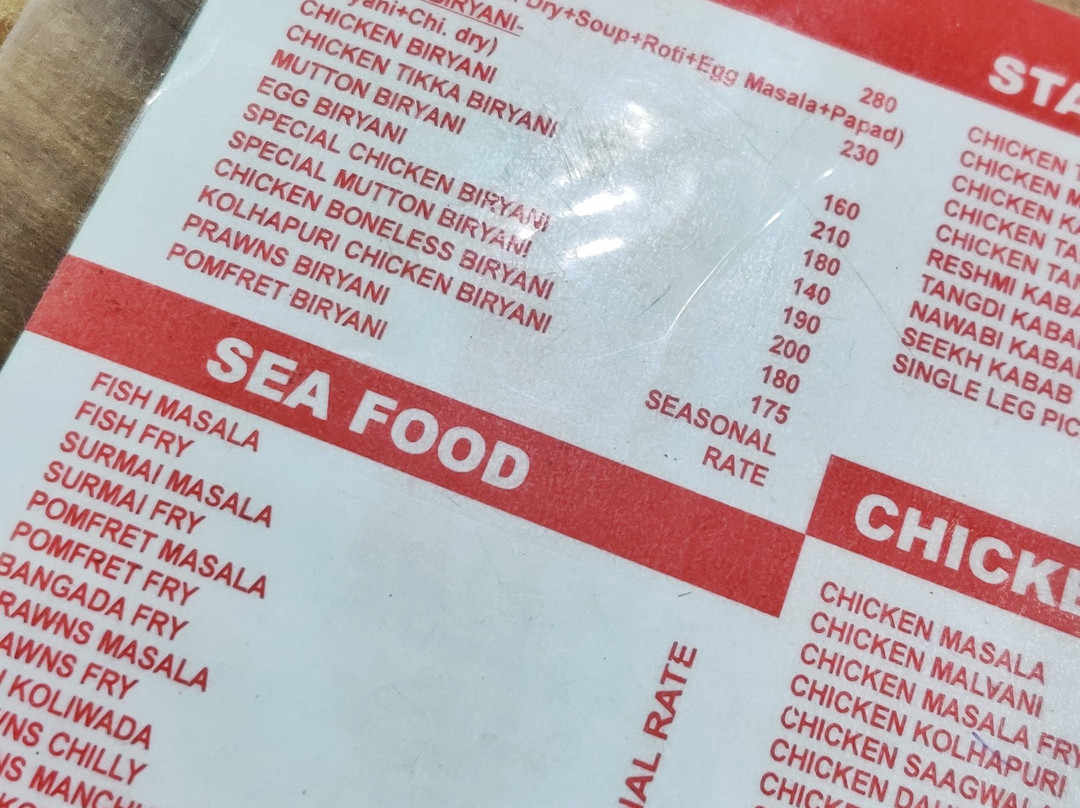 Dry+Soup+Roti+Egg Masala+Papad) 280
BIRYANI-
Chi. dry) 230
CHICKEN BIRYANI 160
CHICKEN TIKKA BIRYANI 210
MUTTON BIRYANI 180
EGG BIRYANI 140
SPECIAL CHICKEN BIRYANI 190
SPECIAL MUTTON BIRYANI 200
CHICKEN BONELESS BIRYANI 180
KOLHAPURI CHICKEN BIRYANI 175
PRAWNS BIRYANI SEASONAL
POMFRET BIRYANI RATE
SEA FOOD
FISH MASALA
FISH FRY
SURMAI MASALA
SURMAI FRY
POMFRET MASALA
POMFRET FRY
BANGADA FRY
RAWNS MASALA
AWNS FRY
KOLIWADA
NS CHILLY
RATE
STA
CHICKEN
CHICKEN
CHICKEN
CHICKEN
CHICKEN
RESHMI KABA
TANGDI KABA
NAWABI KABA
SEEKH KABAB
SINGLE LEG
CHICKE
CHICKEN MASALA
CHICKEN MALVANI
CHICKEN MASALA FRY
CHICKEN KOLHAPURI
CHICKEN SAAGWA
CHICKEN